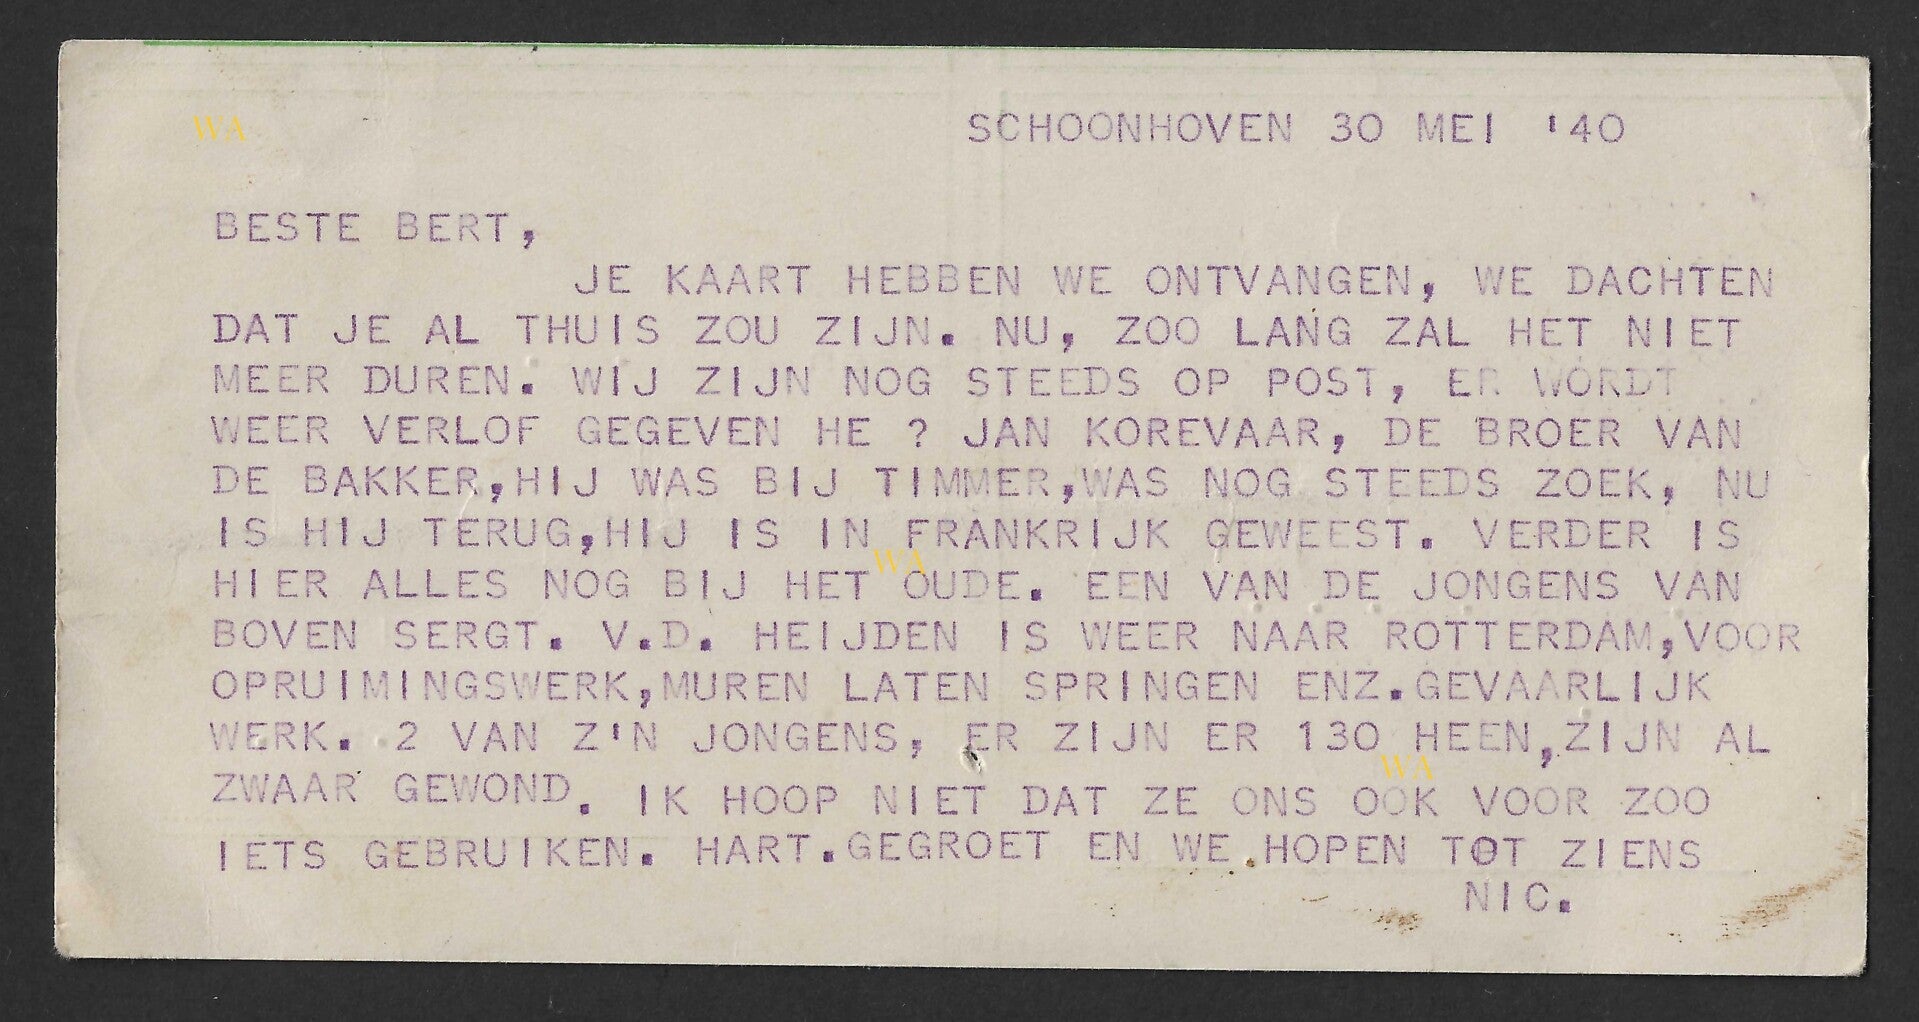 SCHOONHOVEN 30 MEI '40
BESTE BERT,
JE KAART HEBBEN WE ONTVANGEN, WE DACHTEN
DAT JE AL THUIS ZOU ZIJN. NU, ZOO LANG ZAL HET NIET
MEER DUREN. WIJ ZIJN NOG STEEDS OP POST, ER WORDT
WEER VERLOF GEGEVEN HE ? JAN KOREVAAR, DE BROER VAN
DE BAKKER,HIJ WAS BIJ TIMMER,WAS NOG STEEDS ZOEK, NU
IS HIJ TERUG,HIJ IS IN FRANKRIJK GEWEEST. VERDER IS
HIER ALLES NOG BIJ HET OUDE. EEN VAN DE JONGENS VAN
BOVEN SERGT. V.D. HEIJDEN IS WEER NAAR ROTTERDAM,VOOR
OPRUIMINGSWERK,MUREN LATEN SPRINGEN ENZ.GEVAARLIJK
WERK. 2 VAN Z'N JONGENS, ER ZIJN ER 130 HEEN,ZIJN AL
ZWAAR GEWOND. IK HOOP NIET DAT ZE ONS OOK VOOR ZOO
IETS GEBRUIKEN. HART.GEGROET EN WE HOPEN TOT ZIENS
NIC.
WA
WA
WA